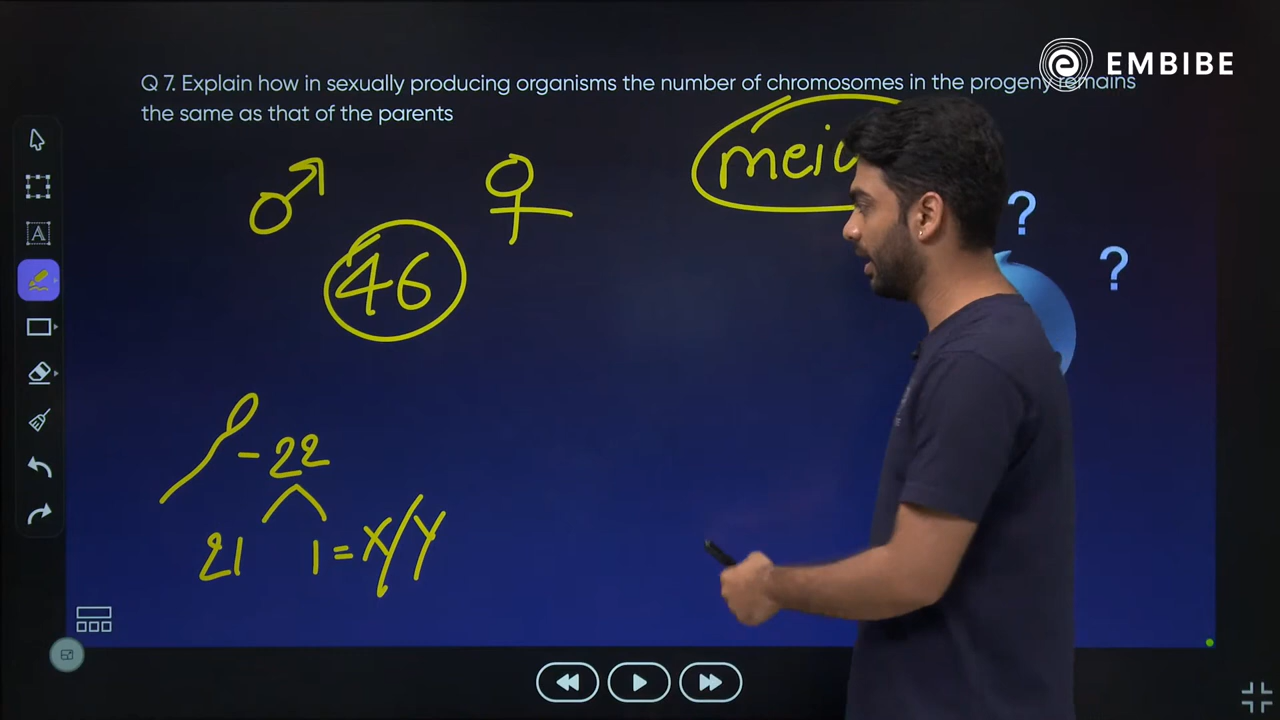 EMBIBE
Q 7. Explain how in sexually producing organisms the number of chromosomes in the progeny remains
the same as that of the parents
♂ ♀
46
? 
?
- 22
21 1 = X/Y
A